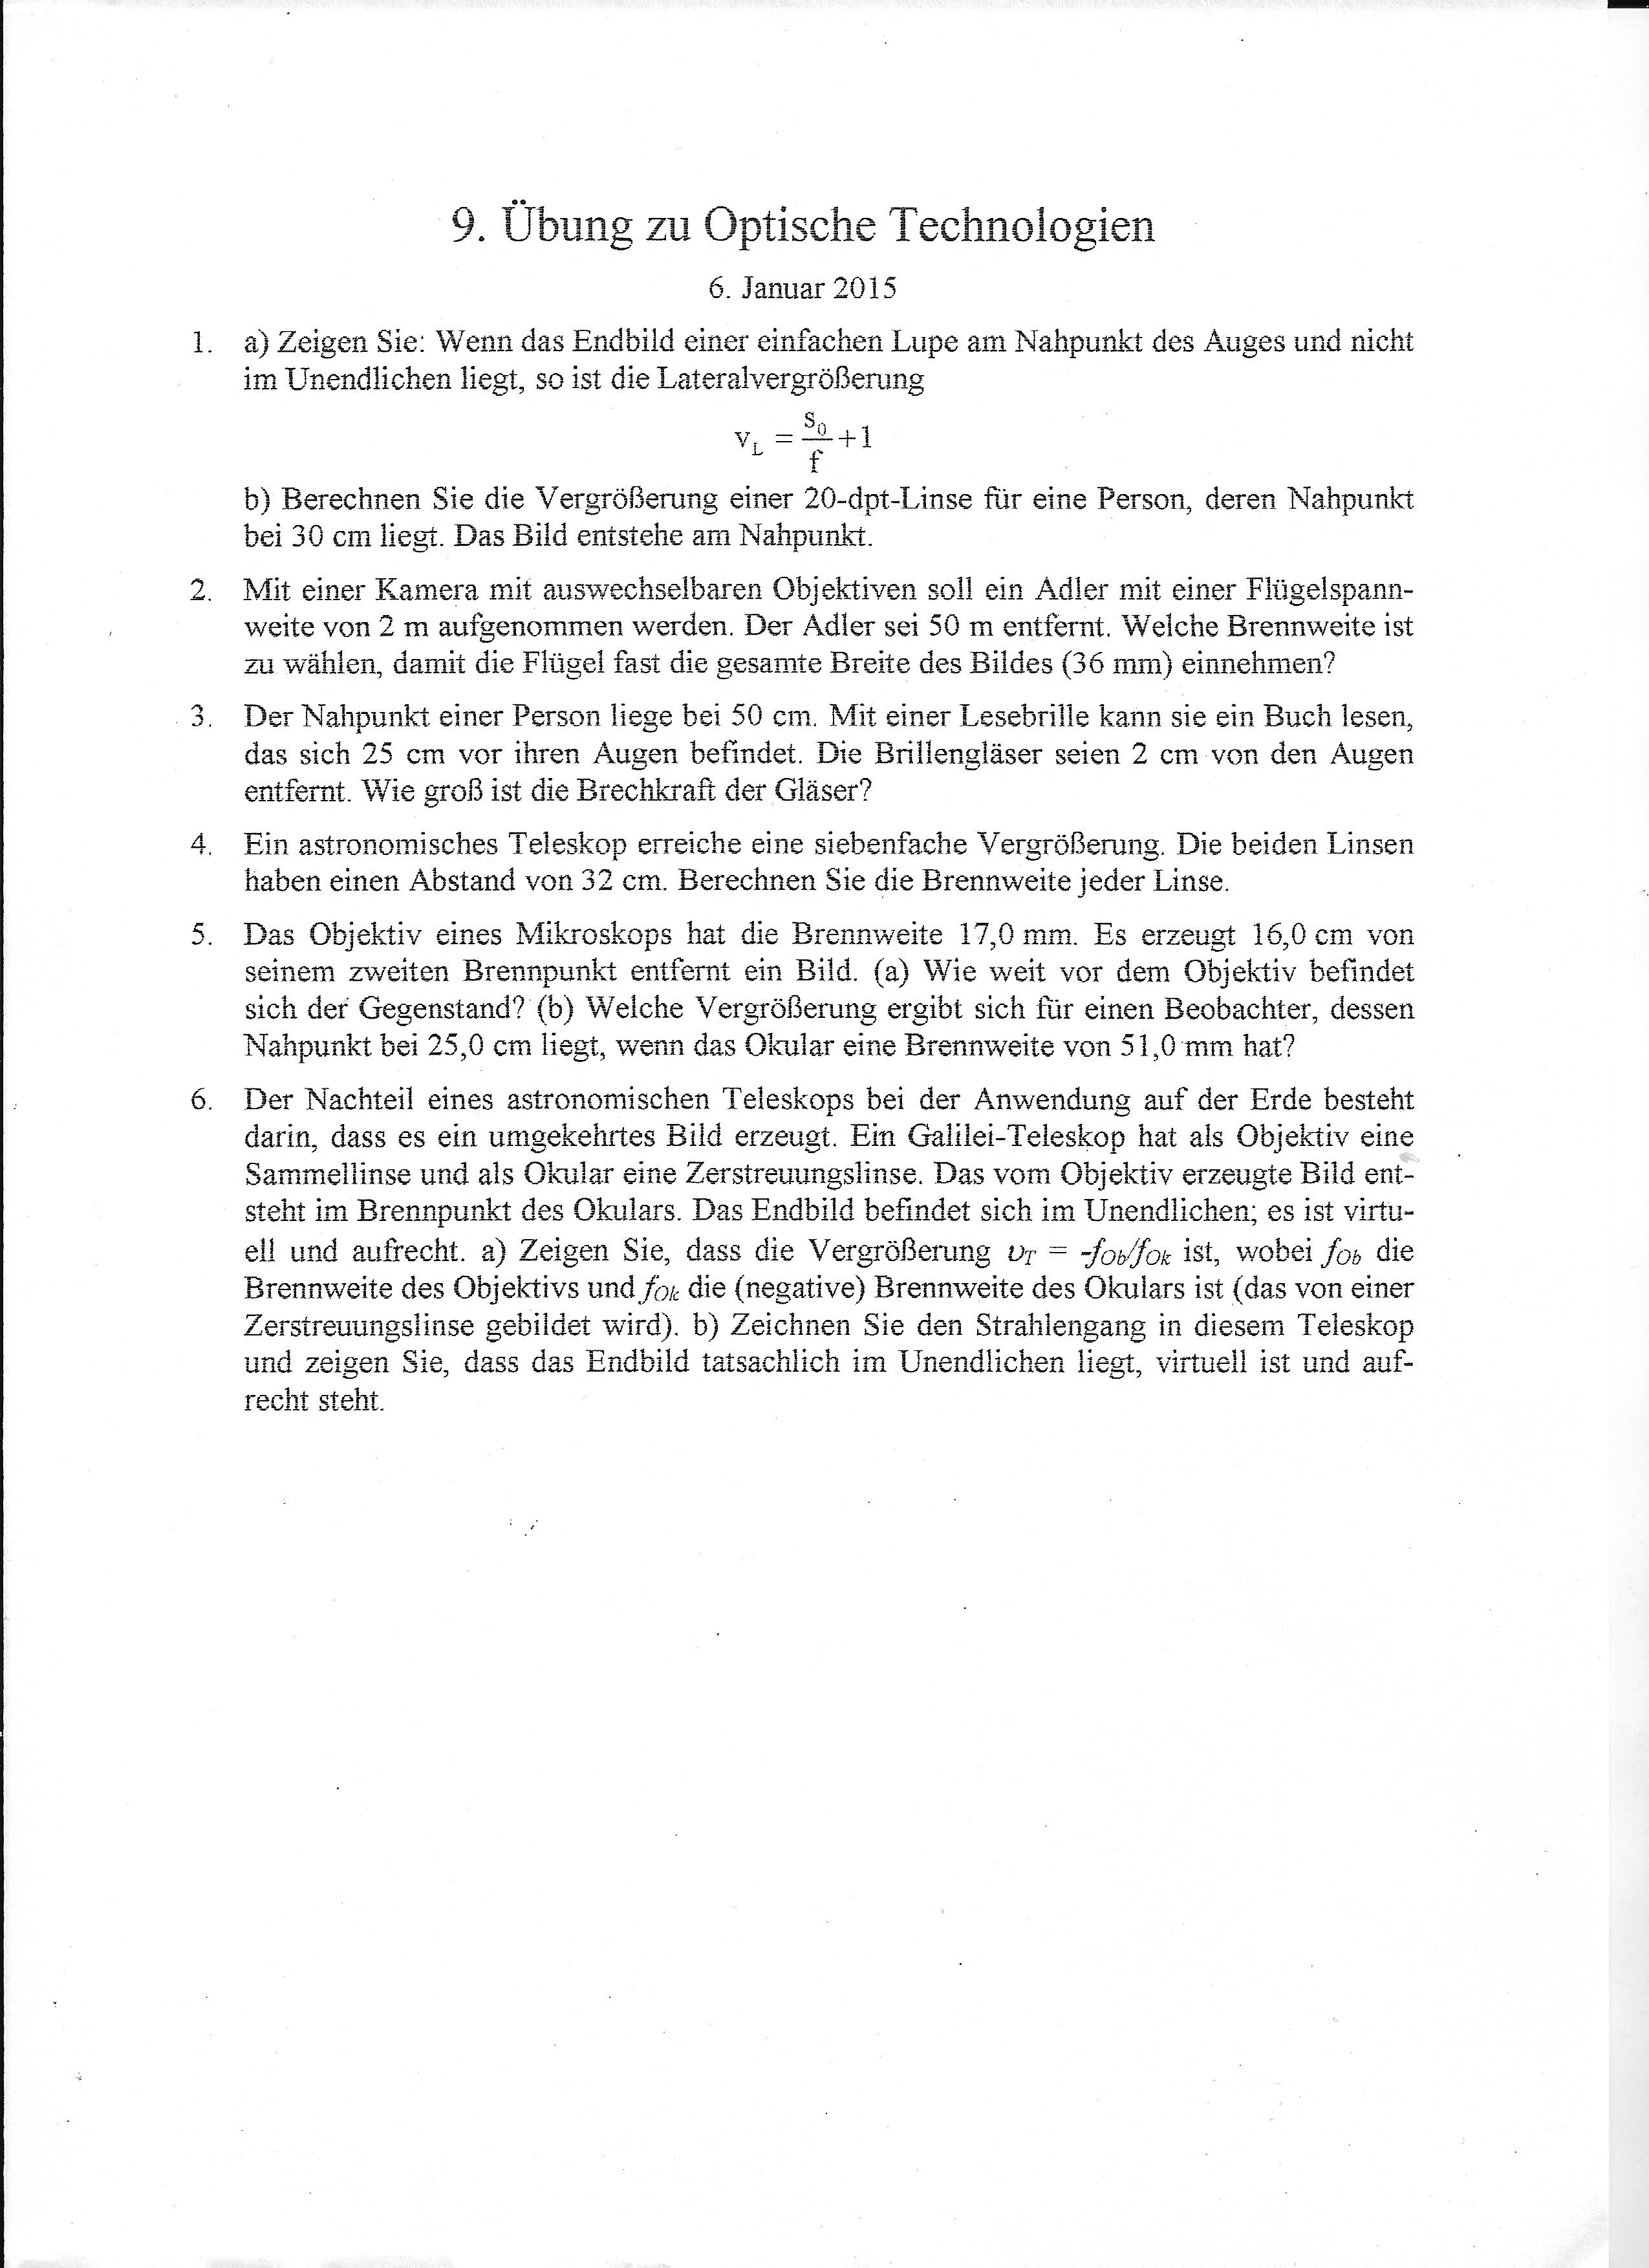 9. Übung zu Optische Technologien
6. Januar 2015
1. a) Zeigen Sie: Wenn das Endbild einer einfachen Lupe am Nahpunkt des Auges und nicht
im Unendlichen liegt, so ist die Lateralvergrößerung
v_L = s_0/f + 1
b) Berechnen Sie die Vergrößerung einer 20-dpt-Linse für eine Person, deren Nahpunkt
bei 30 cm liegt. Das Bild entstehe am Nahpunkt.
2. Mit einer Kamera mit auswechselbaren Objektiven soll ein Adler mit einer Flügelspann-
weite von 2 m aufgenommen werden. Der Adler sei 50 m entfernt. Welche Brennweite ist
zu wählen, damit die Flügel fast die gesamte Breite des Bildes (36 mm) einnehmen?
3. Der Nahpunkt einer Person liege bei 50 cm. Mit einer Lesebrille kann sie ein Buch lesen,
das sich 25 cm vor ihren Augen befindet. Die Brillengläser seien 2 cm von den Augen
entfernt. Wie groß ist die Brechkraft der Gläser?
4. Ein astronomisches Teleskop erreiche eine siebenfache Vergrößerung. Die beiden Linsen
haben einen Abstand von 32 cm. Berechnen Sie die Brennweite jeder Linse.
5. Das Objektiv eines Mikroskops hat die Brennweite 17,0 mm. Es erzeugt 16,0 cm von
seinem zweiten Brennpunkt entfernt ein Bild. (a) Wie weit vor dem Objektiv befindet
sich der Gegenstand? (b) Welche Vergrößerung ergibt sich für einen Beobachter, dessen
Nahpunkt bei 25,0 cm liegt, wenn das Okular eine Brennweite von 51,0 mm hat?
6. Der Nachteil eines astronomischen Teleskops bei der Anwendung auf der Erde besteht
darin, dass es ein umgekehrtes Bild erzeugt. Ein Galilei-Teleskop hat als Objektiv eine
Sammellinse und als Okular eine Zerstreuungslinse. Das vom Objektiv erzeugte Bild ent-
steht im Brennpunkt des Okulars. Das Endbild befindet sich im Unendlichen; es ist virtu-
ell und aufrecht. a) Zeigen Sie, dass die Vergrößerung υ_T = -f_Ob/f_Ok ist, wobei f_Ob die
Brennweite des Objektivs und f_Ok die (negative) Brennweite des Okulars ist (das von einer
Zerstreuungslinse gebildet wird). b) Zeichnen Sie den Strahlengang in diesem Teleskop
und zeigen Sie, dass das Endbild tatsachlich im Unendlichen liegt, virtuell ist und auf-
recht steht.